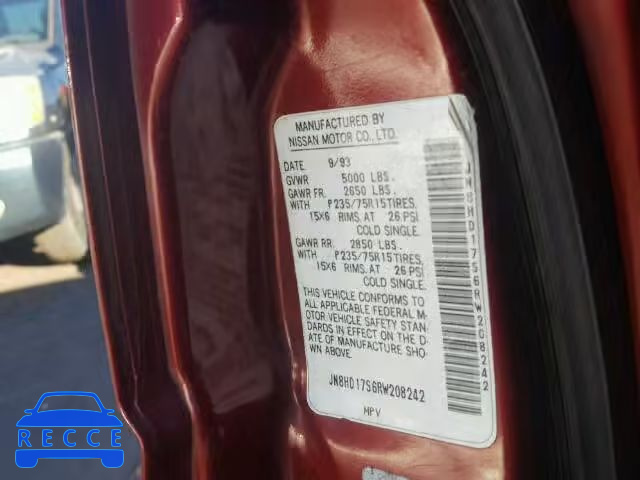 MANUFACTURED BY
NISSAN MOTOR CO., LTD.
DATE 9/93
GVWR 5000 LBS.
GAWR FR. 2650 LBS.
WITH P235/75R15TIRES,
15X6 RIMS.AT 26 PSI
COLD SINGLE.
GAWR RR. 2850 LBS.
WITH P235/75R15TIRES,
15X6 RIMS.AT 26 PSI
COLD SINGLE.
THIS VEHICLE CONFORMS TO
ALL APPLICABLE FEDERAL M-
OTOR VEHICLE SAFETY STAN-
DARDS IN EFFECT ON THE D-
ATE OF MANUFACTURE SHO-
WN ABOVE.
JN8HD17S6RW208242
MPV
JN8HD17S6RW208242
RECCE